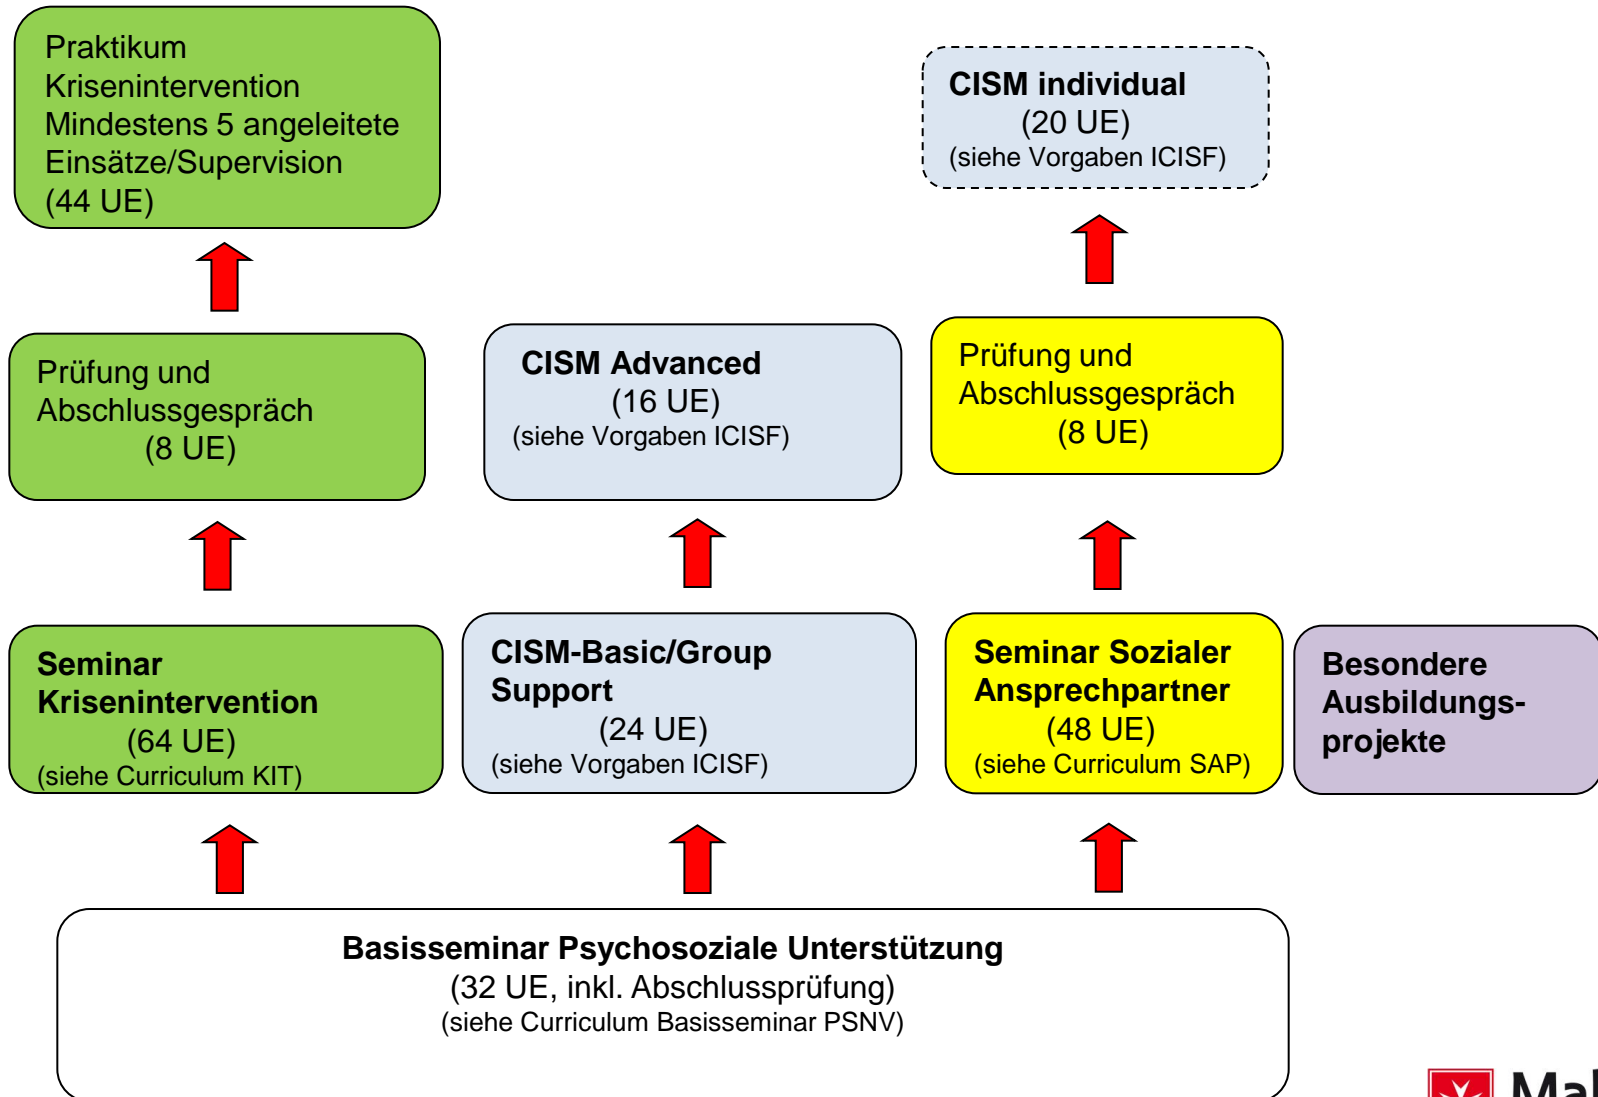 Praktikum
Krisenintervention
Mindestens 5 angeleitete
Einsätze/Supervision
(44 UE)
CISM individual
(20 UE)
(siehe Vorgaben ICISF)
Prüfung und
Abschlussgespräch
(8 UE)
CISM Advanced
(16 UE)
(siehe Vorgaben ICISF)
Prüfung und
Abschlussgespräch
(8 UE)
Seminar
Krisenintervention
(64 UE)
(siehe Curriculum KIT)
CISM-Basic/Group
Support
(24 UE)
(siehe Vorgaben ICISF)
Seminar Sozialer
Ansprechpartner
(48 UE)
(siehe Curriculum SAP)
Besondere
Ausbildungs-
projekte
Basisseminar Psychosoziale Unterstützung
(32 UE, inkl. Abschlussprüfung)
(siehe Curriculum Basisseminar PSNV)